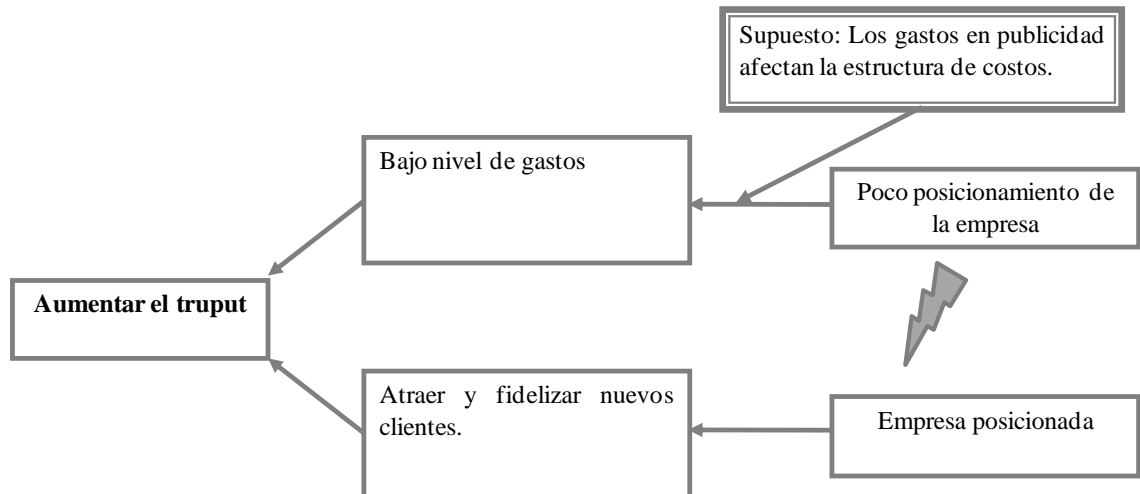 Supuesto: Los gastos en publicidad
afectan la estructura de costos.
Bajo nivel de gastos
Poco posicionamiento de
la empresa
Aumentar el truput
Atraer y fidelizar nuevos
clientes.
Empresa posicionada